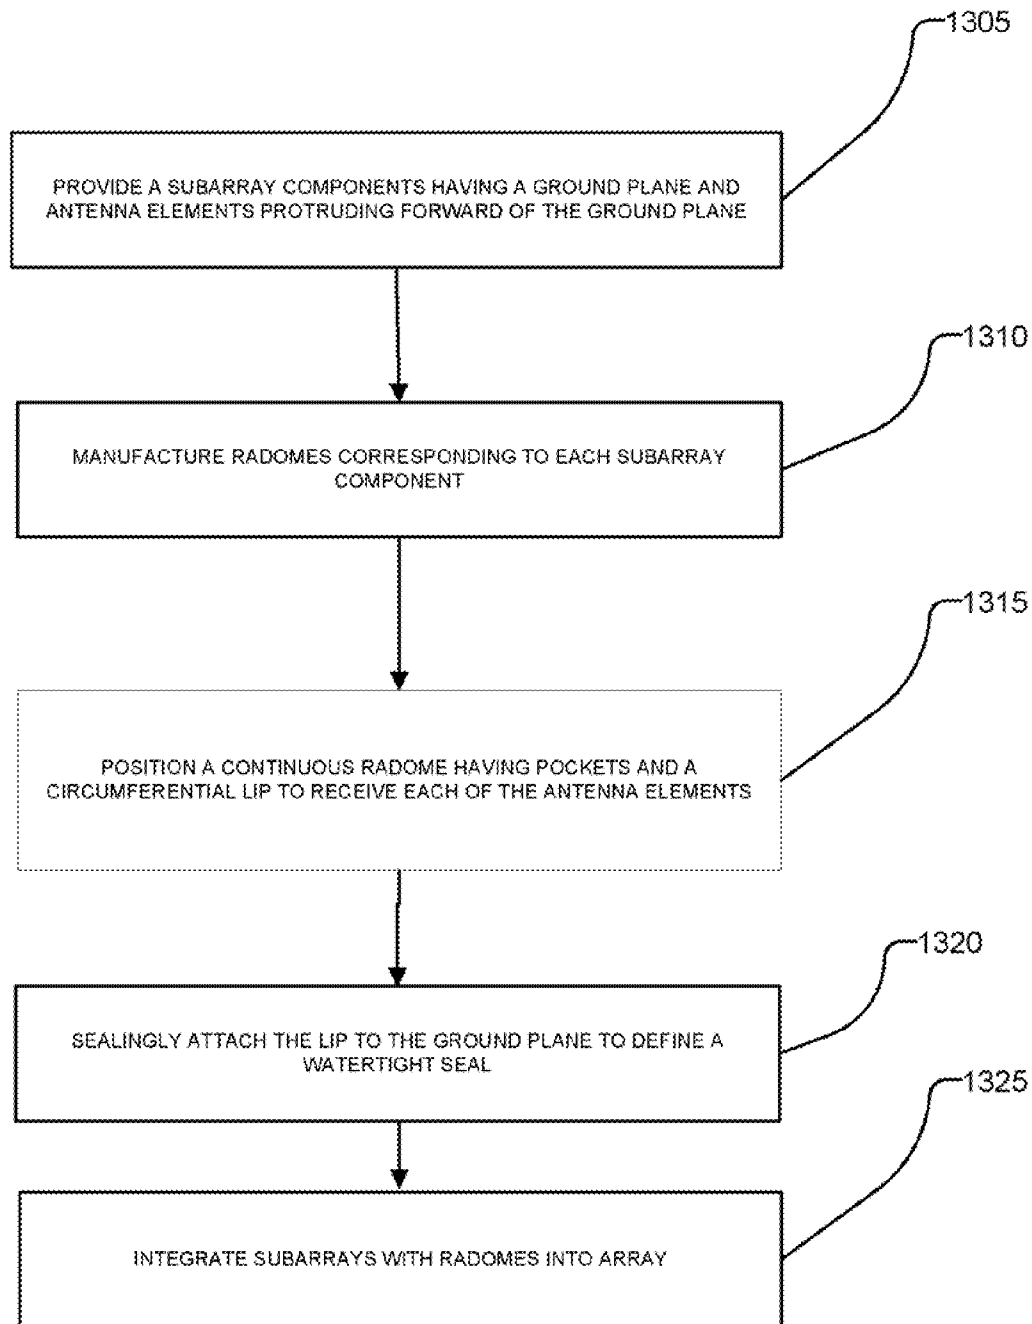 1305
PROVIDE A SUBARRAY COMPONENTS HAVING A GROUND PLANE AND
ANTENNA ELEMENTS PROTRUDING FORWARD OF THE GROUND PLANE
1310
MANUFACTURE RADOMES CORRESPONDING TO EACH SUBARRAY
COMPONENT
1315
POSITION A CONTINUOUS RADOME HAVING POCKETS AND A
CIRCUMFERENTIAL LIP TO RECEIVE EACH OF THE ANTENNA ELEMENTS
1320
SEALINGLY ATTACH THE LIP TO THE GROUND PLANE TO DEFINE A
WATERTIGHT SEAL
1325
INTEGRATE SUBARRAYS WITH RADOMES INTO ARRAY